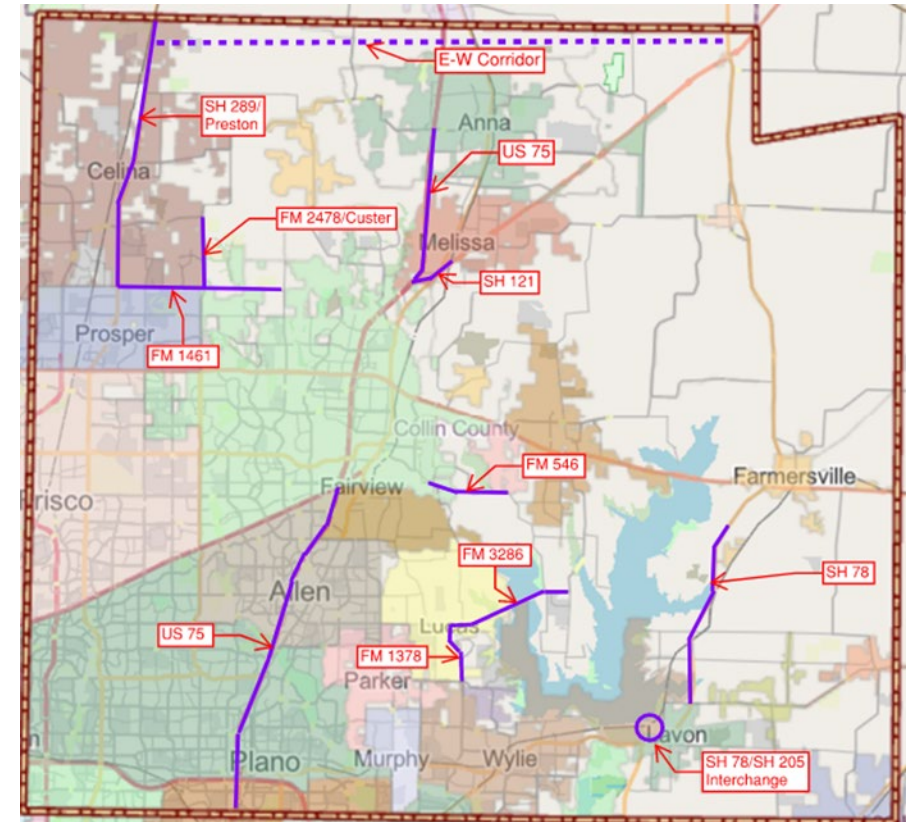 E-W Corridor
SH 289/
Preston
Anna
US 75
Celina
FM 2478/Custer
Melissa
SH 121
Prosper
FM 1461
Collin County
FM 546
Farmersville
Fairview
Frisco
FM 3286
SH 78
Allen
Lucas
US 75
FM 1378
Parker
Lavon
Plano
Murphy
Wylie
SH 78/SH 205
Interchange